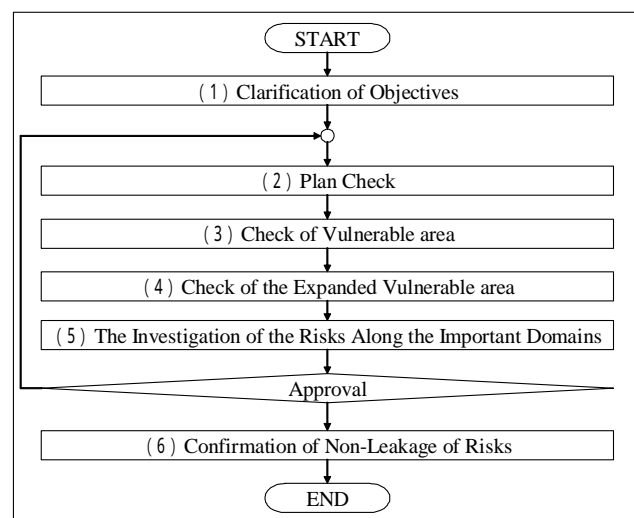 START
(1) Clarification of Objectives
(2) Plan Check
(3) Check of Vulnerable area
(4) Check of the Expanded Vulnerable area
(5) The Investigation of the Risks Along the Important Domains
Approval
(6) Confirmation of Non-Leakage of Risks
END